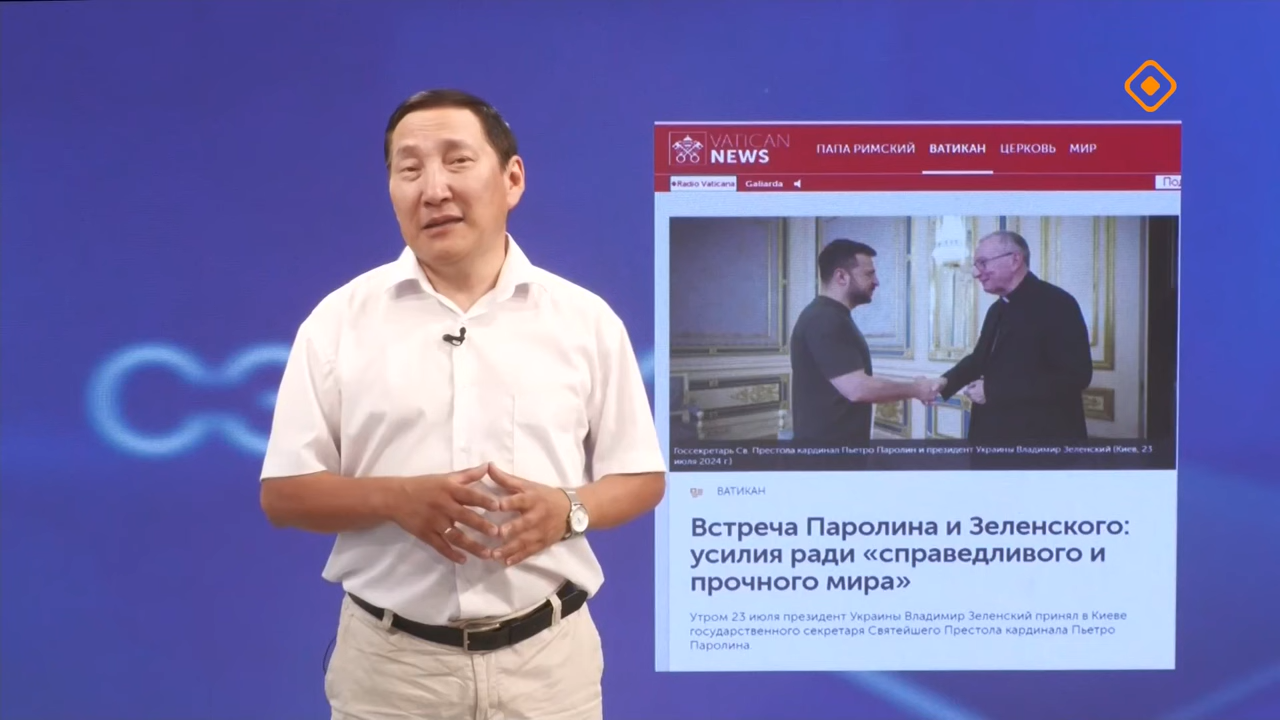 VATICAN
NEWS
ПАПА РИМСКИЙ ВАТИКАН ЦЕРКОВЬ МИР
Radio Vaticana Gallarda
Госсекретарь Св. Престола кардинал Пьетро Паролин и президент Украины Владимир Зеленский (Киев, 23
июля 2024 г.)
ВАТИКАН
Встреча Паролина и Зеленского:
усилия ради «справедливого и
прочного мира»
Утром 23 июля президент Украины Владимир Зеленский принял в Киеве
государственного секретаря Святейшего Престола кардинала Пьетро
Паролина.